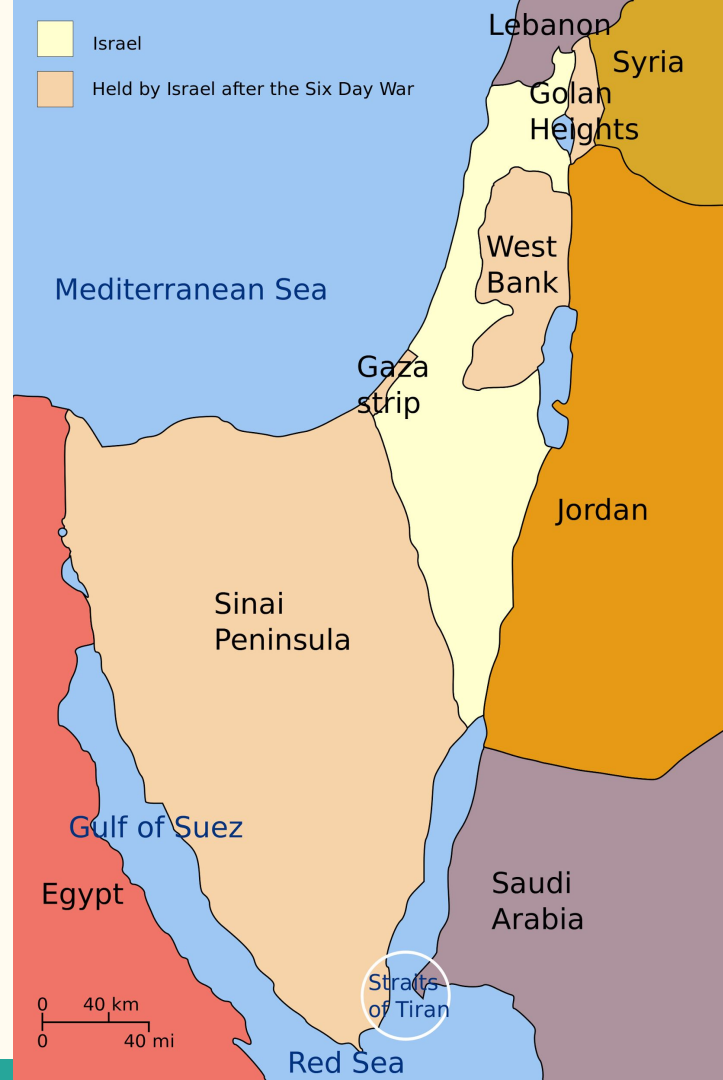 Israel
Held by Israel after the Six Day War
Lebanon
Syria
Golan
Heights
West
Bank
Mediterranean Sea
Gaza
strip
Jordan
Sinai
Peninsula
Gulf of Suez
Egypt
Saudi
Arabia
Straits
of Tiran
0 40 km
0 40 mi
Red Sea